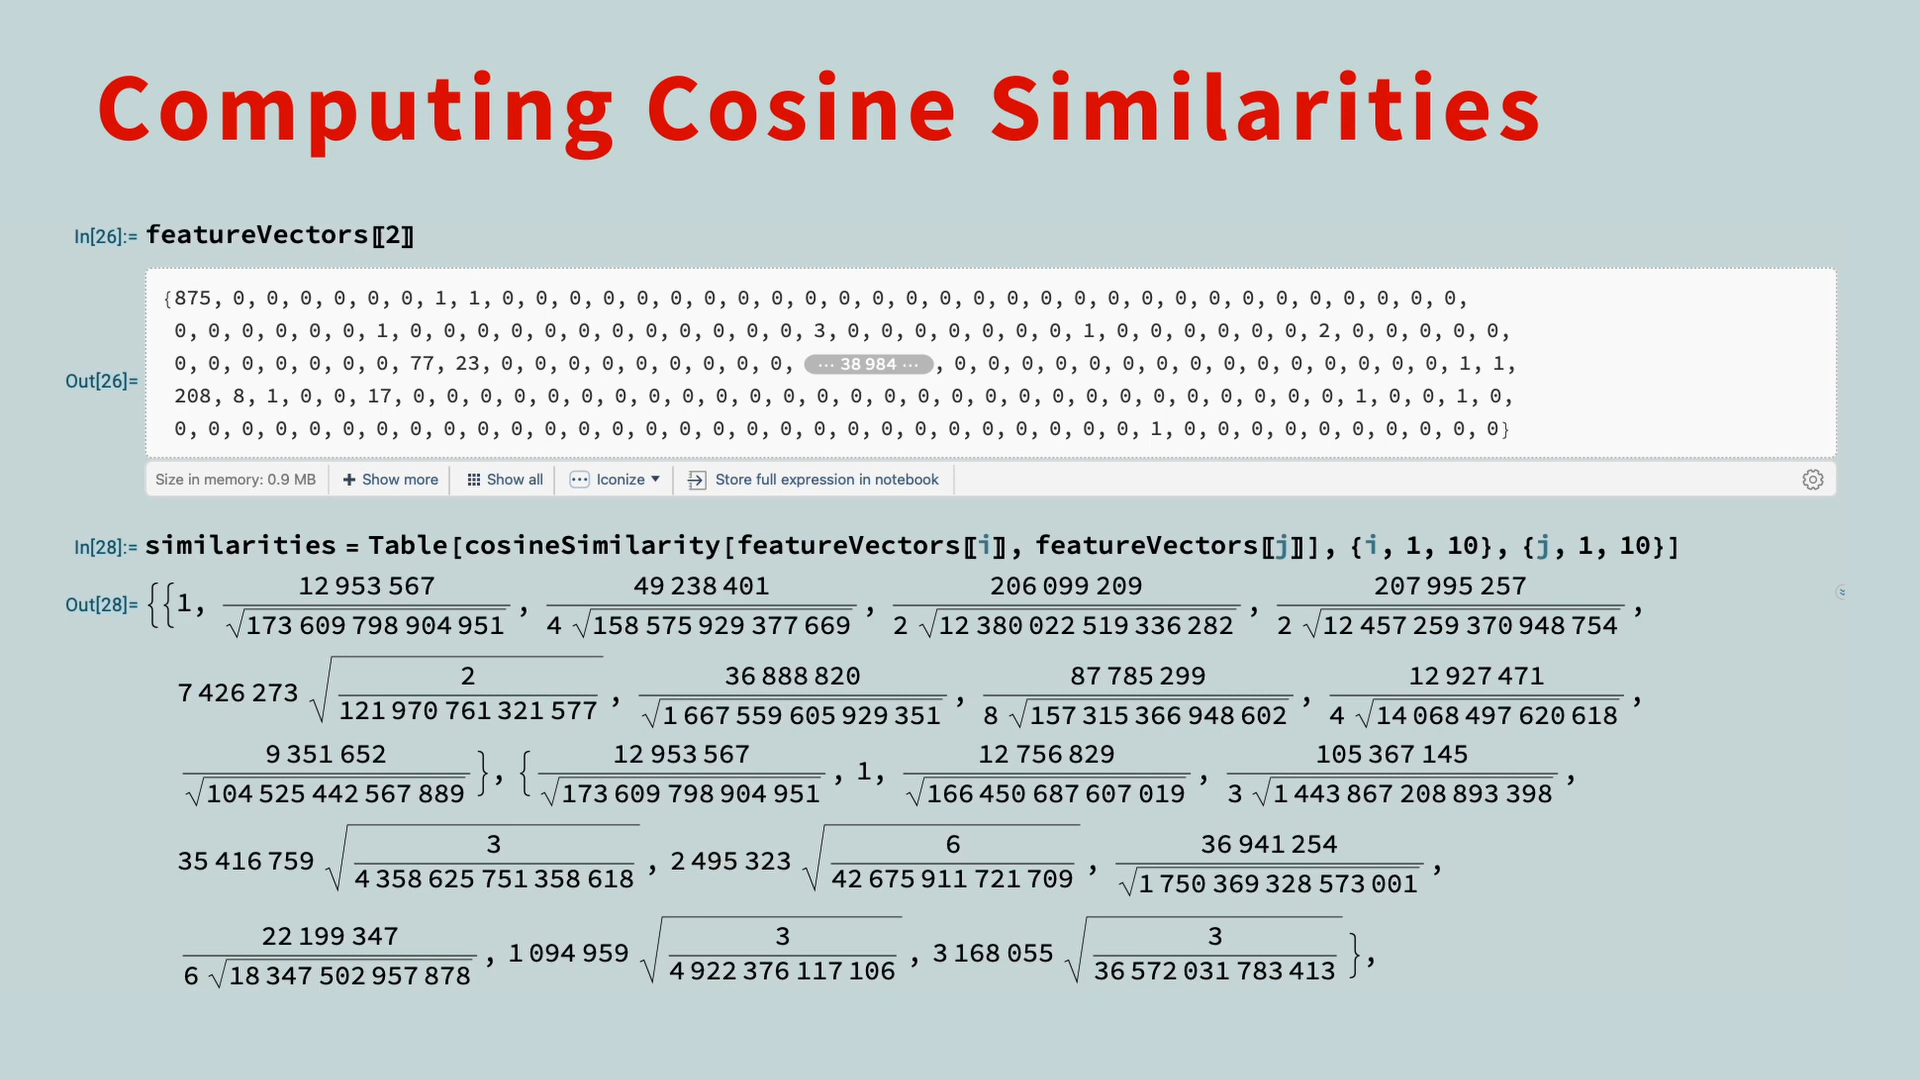 Computing Cosine Similarities
In[26]:= featureVectors⟦2⟧
{875, 0, 0, 0, 0, 0, 0, 1, 1, 0, 0, 0, 0, 0, 0, 0, 0, 0, 0, 0, 0, 0, 0, 0, 0, 0, 0, 0, 0, 0, 0, 0, 0, 0, 0, 0, 0, 0,
0, 0, 0, 0, 0, 0, 1, 0, 0, 0, 0, 0, 0, 0, 0, 0, 0, 0, 0, 3, 0, 0, 0, 0, 0, 0, 0, 1, 0, 0, 0, 0, 0, 0, 2, 0, 0, 0, 0, 0,
Out[26]= 0, 0, 0, 0, 0, 0, 0, 77, 23, 0, 0, 0, 0, 0, 0, 0, 0, 0, ⋯ 38 984 ⋯ , 0, 0, 0, 0, 0, 0, 0, 0, 0, 0, 0, 0, 0, 0, 0, 1, 1,
208, 8, 1, 0, 0, 17, 0, 0, 0, 0, 0, 0, 0, 0, 0, 0, 0, 0, 0, 0, 0, 0, 0, 0, 0, 0, 0, 0, 0, 0, 0, 0, 0, 0, 1, 0, 0, 1, 0,
0, 0, 0, 0, 0, 0, 0, 0, 0, 0, 0, 0, 0, 0, 0, 0, 0, 0, 0, 0, 0, 0, 0, 0, 0, 0, 0, 0, 0, 1, 0, 0, 0, 0, 0, 0, 0, 0, 0, 0}
Size in memory: 0.9 MB + Show more Show all Iconize Store full expression in notebook
In[28]:= similarities = Table[cosineSimilarity[featureVectors⟦i⟧, featureVectors⟦j⟧], {i, 1, 10}, {j, 1, 10}]
Out[28]= {{1, 12 953 567 / √173 609 798 904 951, 49 238 401 / 4 √158 575 929 377 669, 206 099 209 / 2 √12 380 022 519 336 282, 207 995 257 / 2 √12 457 259 370 948 754,
7 426 273 √(2 / 121 970 761 321 577), 36 888 820 / √1 667 559 605 929 351, 87 785 299 / 8 √157 315 366 948 602, 12 927 471 / 4 √14 068 497 620 618,
9 351 652 / √104 525 442 567 889}, {12 953 567 / √173 609 798 904 951, 1, 12 756 829 / √166 450 687 607 019, 105 367 145 / 3 √1 443 867 208 893 398,
35 416 759 √(3 / 4 358 625 751 358 618), 2 495 323 √(6 / 42 675 911 721 709), 36 941 254 / √1 750 369 328 573 001,
22 199 347 / 6 √18 347 502 957 878, 1 094 959 √(3 / 4 922 376 117 106), 3 168 055 √(3 / 36 572 031 783 413)},